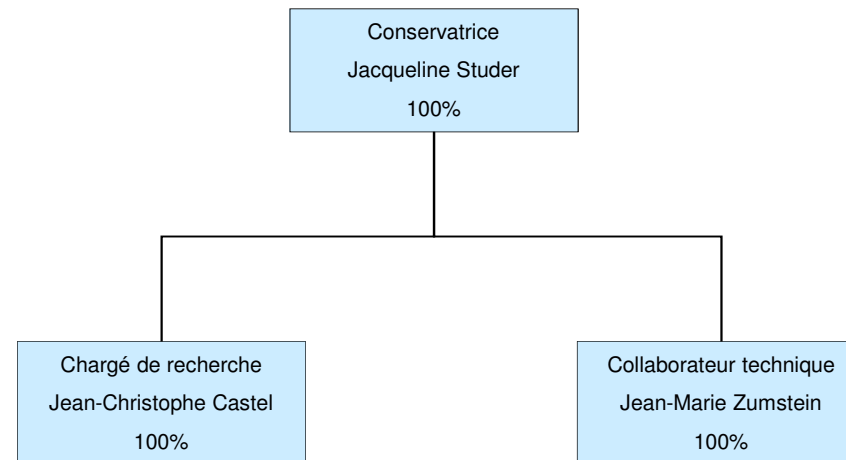 Conservatrice
Jacqueline Studer
100%
Chargé de recherche
Jean-Christophe Castel
100%
Collaborateur technique
Jean-Marie Zumstein
100%